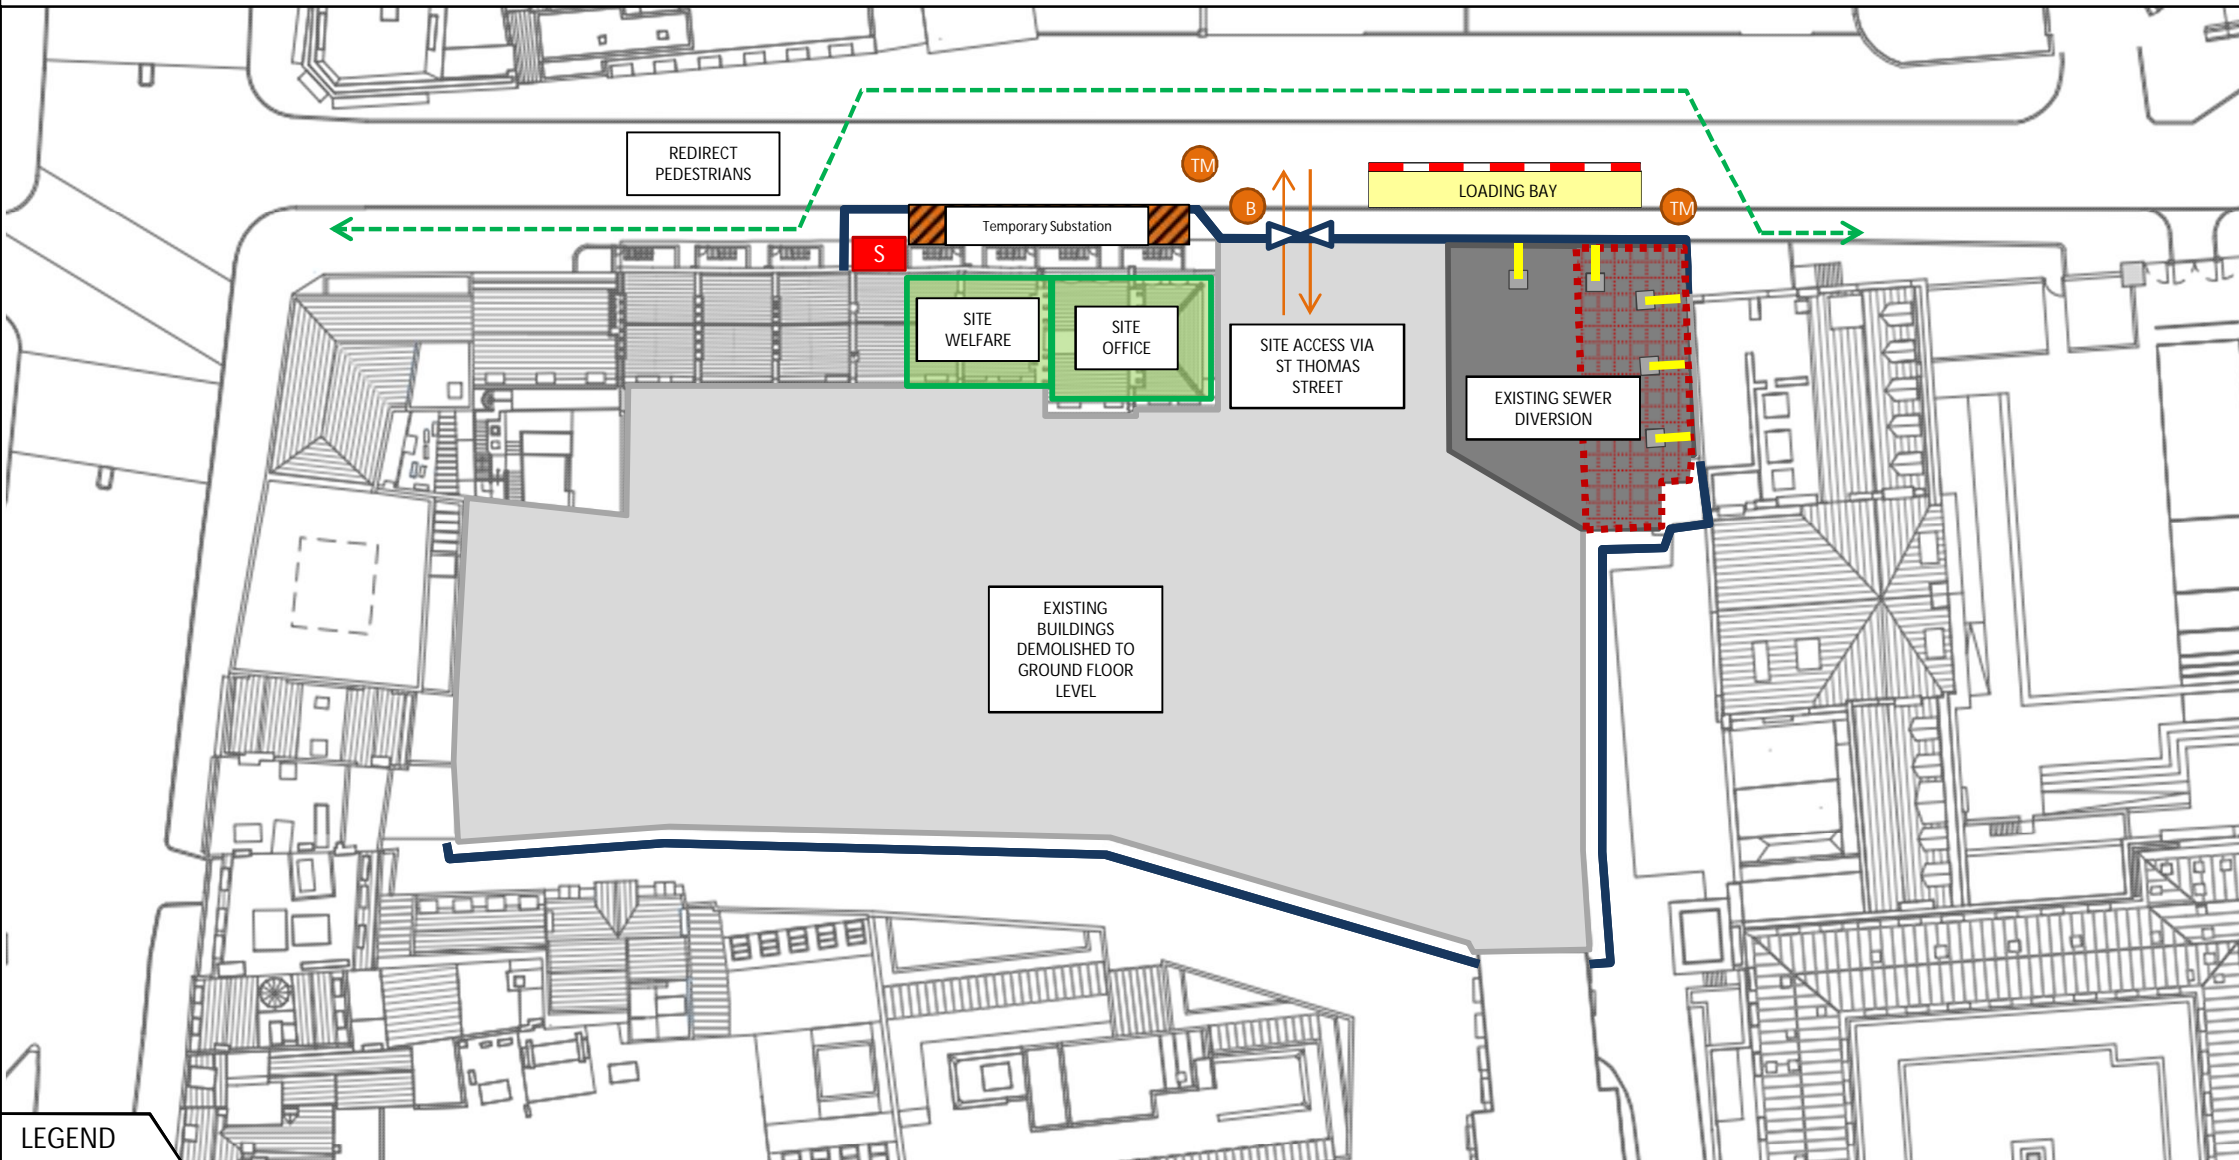 REDIRECT
PEDESTRIANS
TM
B
LOADING BAY
TM
Temporary Substation
S
SITE
WELFARE
SITE
OFFICE
SITE ACCESS VIA
ST THOMAS
STREET
EXISTING SEWER
DIVERSION
EXISTING
BUILDINGS
DEMOLISHED TO
GROUND FLOOR
LEVEL
LEGEND